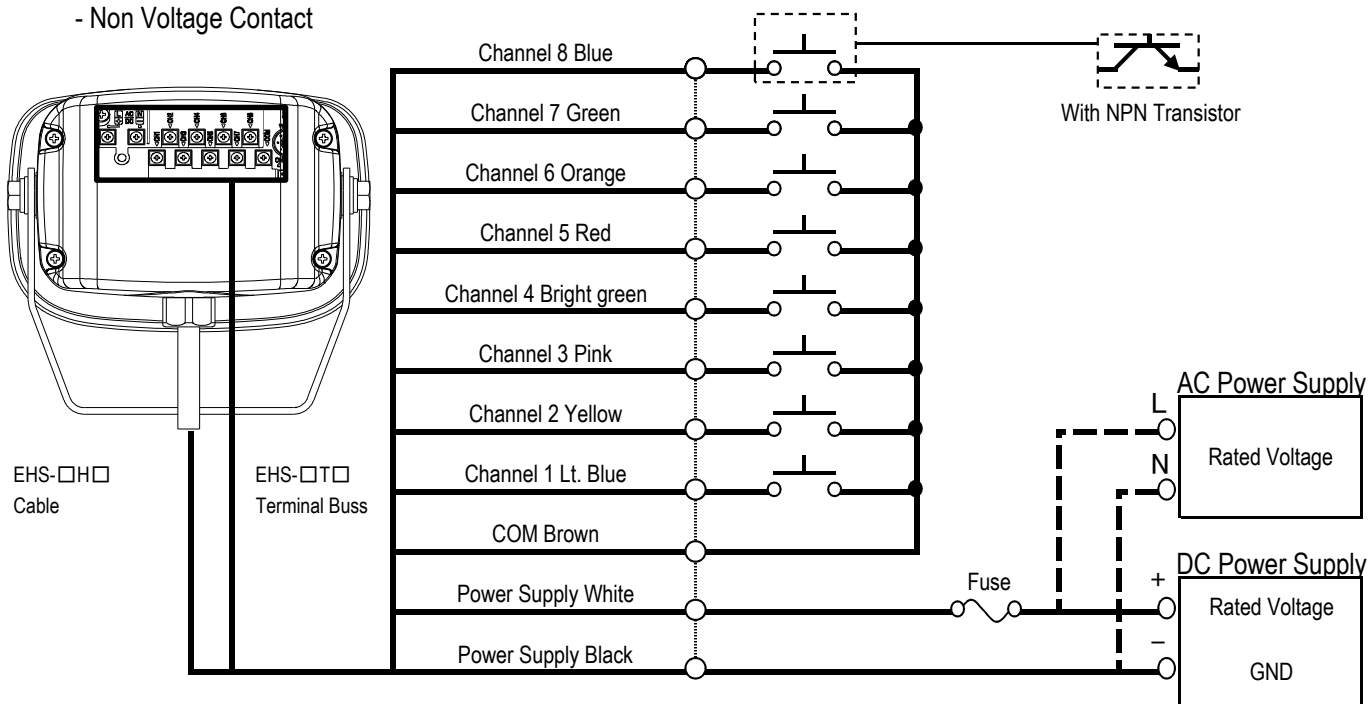 - Non Voltage Contact
Channel 8 Blue
With NPN Transistor
Channel 7 Green
Channel 6 Orange
Channel 5 Red
Channel 4 Bright green
Channel 3 Pink
Channel 2 Yellow
Channel 1 Lt. Blue
COM Brown
Power Supply White
Power Supply Black
EHS-□H□
Cable
EHS-□T□
Terminal Buss
Fuse
AC Power Supply
L
N
Rated Voltage
DC Power Supply
+
Rated Voltage
−
GND